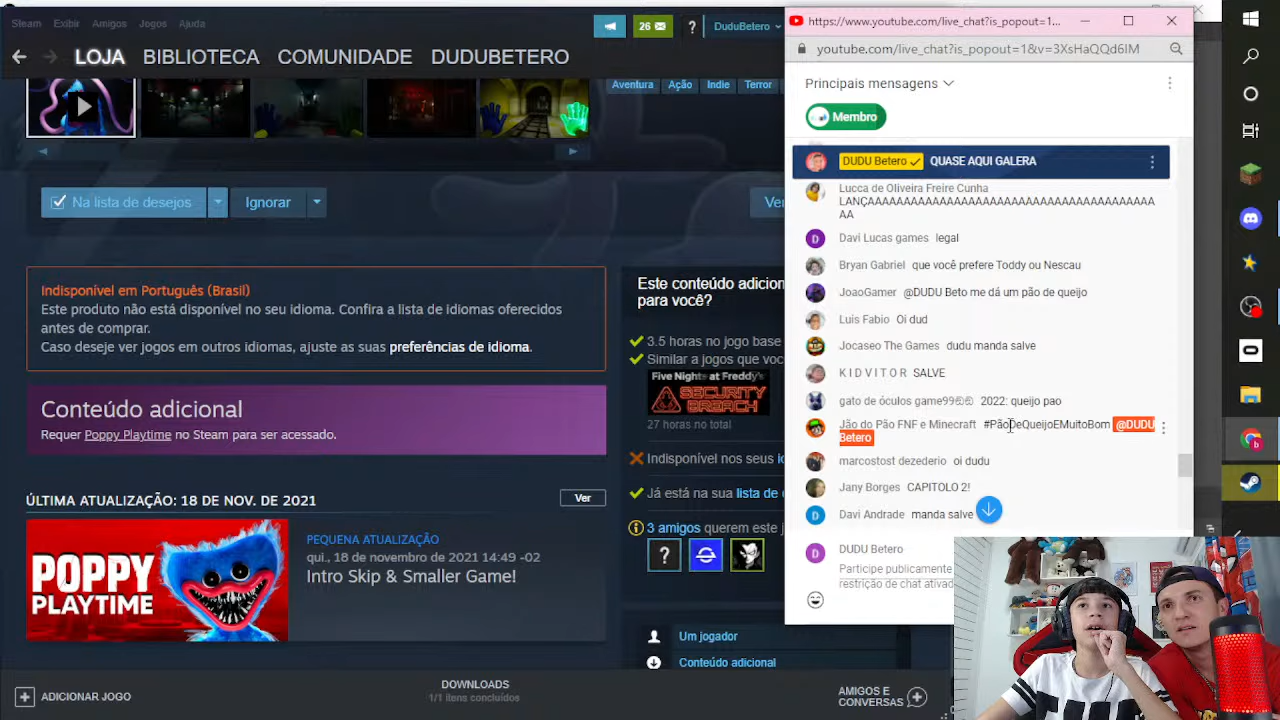 Steam Exibir Amigos Jogos Ajuda
26
?
DuduBetero
LOJA BIBLIOTECA COMUNIDADE DUDUBETERO
Aventura Ação Indie Terror
Na lista de desejos
Ignorar
Ver
Indisponível em Português (Brasil)
Este produto não está disponível no seu idioma. Confira a lista de idiomas oferecidos
antes de comprar.
Caso deseje ver jogos em outros idiomas, ajuste as suas preferências de idioma.
Conteúdo adicional
Requer Poppy Playtime no Steam para ser acessado.
ÚLTIMA ATUALIZAÇÃO: 18 DE NOV. DE 2021
Ver
POPPY
PLAYTIME
PEQUENA ATUALIZAÇÃO
qui., 18 de novembro de 2021 14:49 -02
Intro Skip & Smaller Game!
Este conteúdo adicion
para você?
3.5 horas no jogo base
Similar a jogos que voc
Five Nights at Freddy's
SECURITY
BREACH
27 horas no total
Indisponível nos seus i
Já está na sua lista de
3 amigos querem este j
?
Um jogador
Conteúdo adicional
ADICIONAR JOGO
DOWNLOADS
1/1 itens concluídos
AMIGOS E
CONVERSAS
https://www.youtube.com/live_chat?is_popout=1...
youtube.com/live_chat?is_popout=1&v=3XsHaQQd6IM
Principais mensagens
Membro
DUDU Betero QUASE AQUI GALERA
Lucca de Oliveira Freire Cunha
D Davi Lucas games legal
Bryan Gabriel que você prefere Toddy ou Nescau
JoaoGamer @DUDU Beto me dá um pão de queijo
Luis Fabio Oi dud
Jocaseo The Games dudu manda salve
K I D V I T O R SALVE
gato de óculos game99 2022: queijo pao
Jão do Pão FNF e Minecraft #PãoDeQueijoEMuitoBom @DUDU
Betero
marcostost dezederio oi dudu
Jany Borges CAPITOLO 2!
D Davi Andrade manda salve
D DUDU Betero
Participe publicamente
restrição de chat ativad